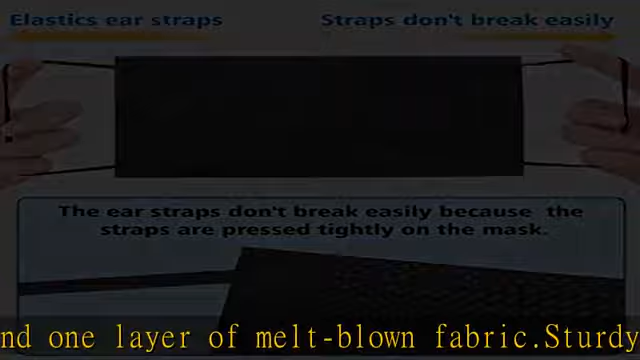 Elastics ear straps
Straps don't break easily
The ear straps don't break easily because the
straps are pressed tightly on the mask.
nd one layer of melt-blown fabric.Sturdy